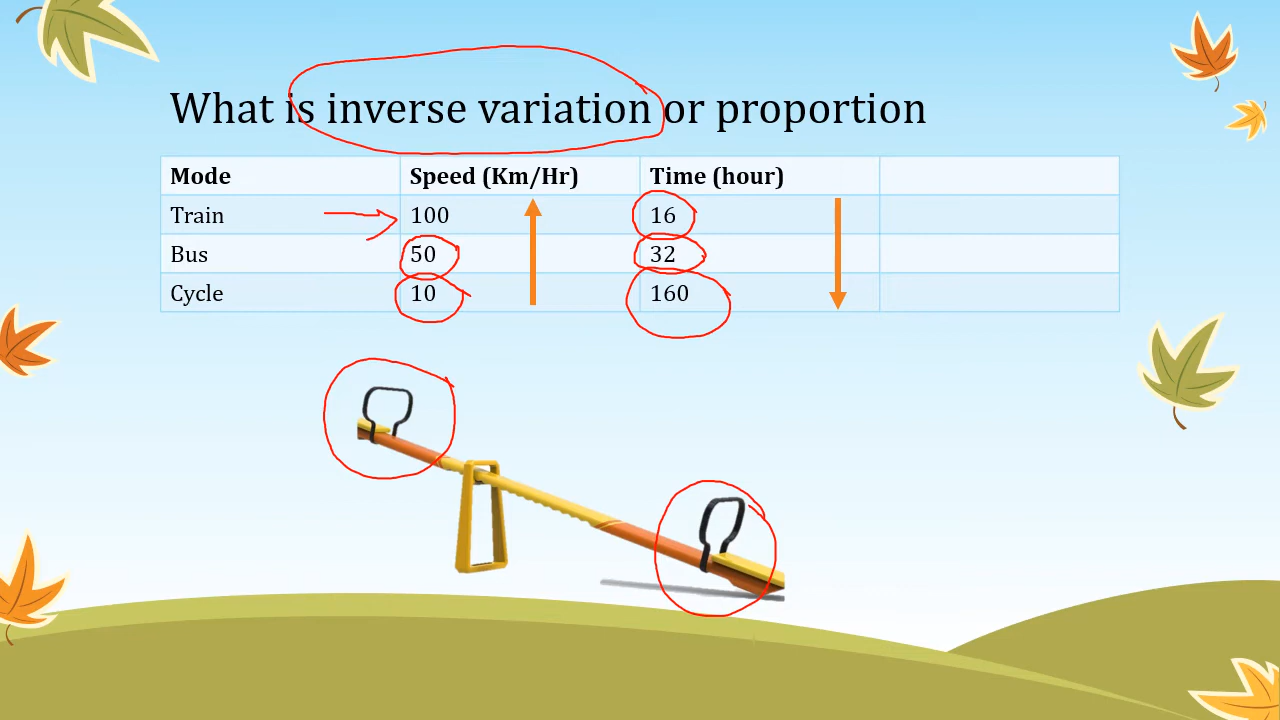 What is inverse variation or proportion
Mode Speed (Km/Hr) Time (hour)
Train 100 16
Bus 50 32
Cycle 10 160